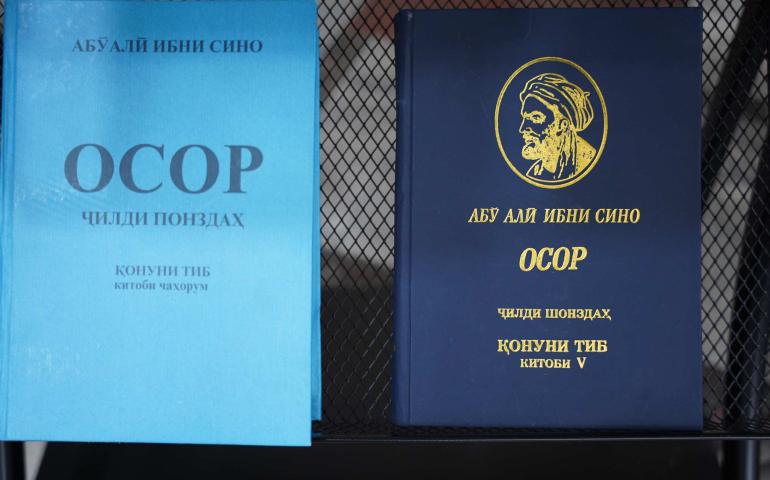 АБӮАЛӢ ИБНИ СИНО
ОСОР
ҶИЛДИ ПОНЗДАҲ
ҚОНУНИ ТИБ
китоби чаҳорум
АБӮ АЛӢ ИБНИ СИНО
ОСОР
ҶИЛДИ ШОНЗДАҲ
ҚОНУНИ ТИБ
КИТОБИ V